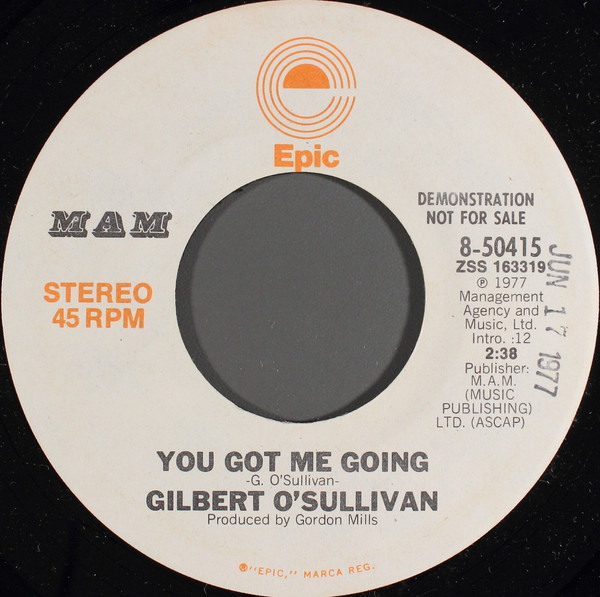 Epic
MAM
STEREO
45 RPM
DEMONSTRATION
NOT FOR SALE
8-50415
ZSS 163319
℗ 1977
Management
Agency and
Music, Ltd.
Intro. :12
2:38
Publisher:
M.A.M.
(MUSIC
PUBLISHING)
LTD. (ASCAP)
JUN 17 1977
YOU GOT ME GOING
-G. O'Sullivan-
GILBERT O'SULLIVAN
Produced by Gordon Mills
®"EPIC," MARCA REG.